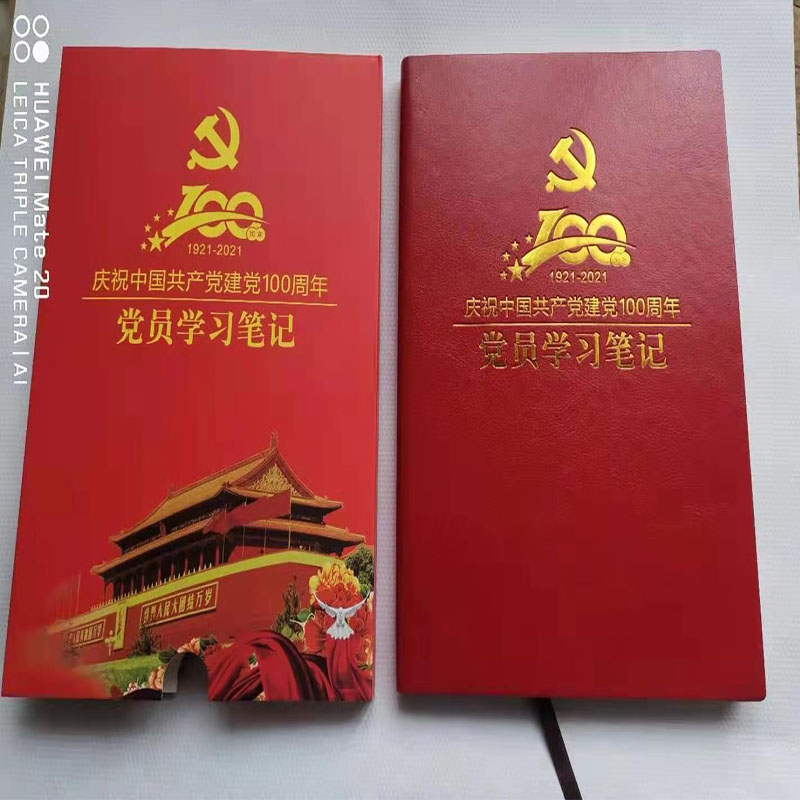 HUAWEI Mate 20
LEICA TRIPLE CAMERA | AI
100
周年
1921-2021
庆祝中国共产党建党100周年
党员学习笔记
世界人民大团结万岁
100
1921-2021
庆祝中国共产党建党100周年
党员学习笔记